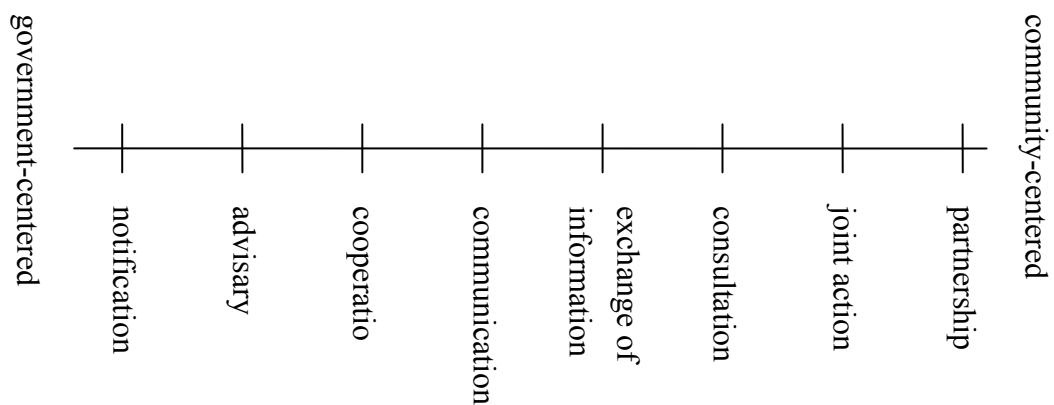 government-centered
notification
advisary
cooperatio
communication
exchange of
information
consultation
joint action
partnership
community-centered